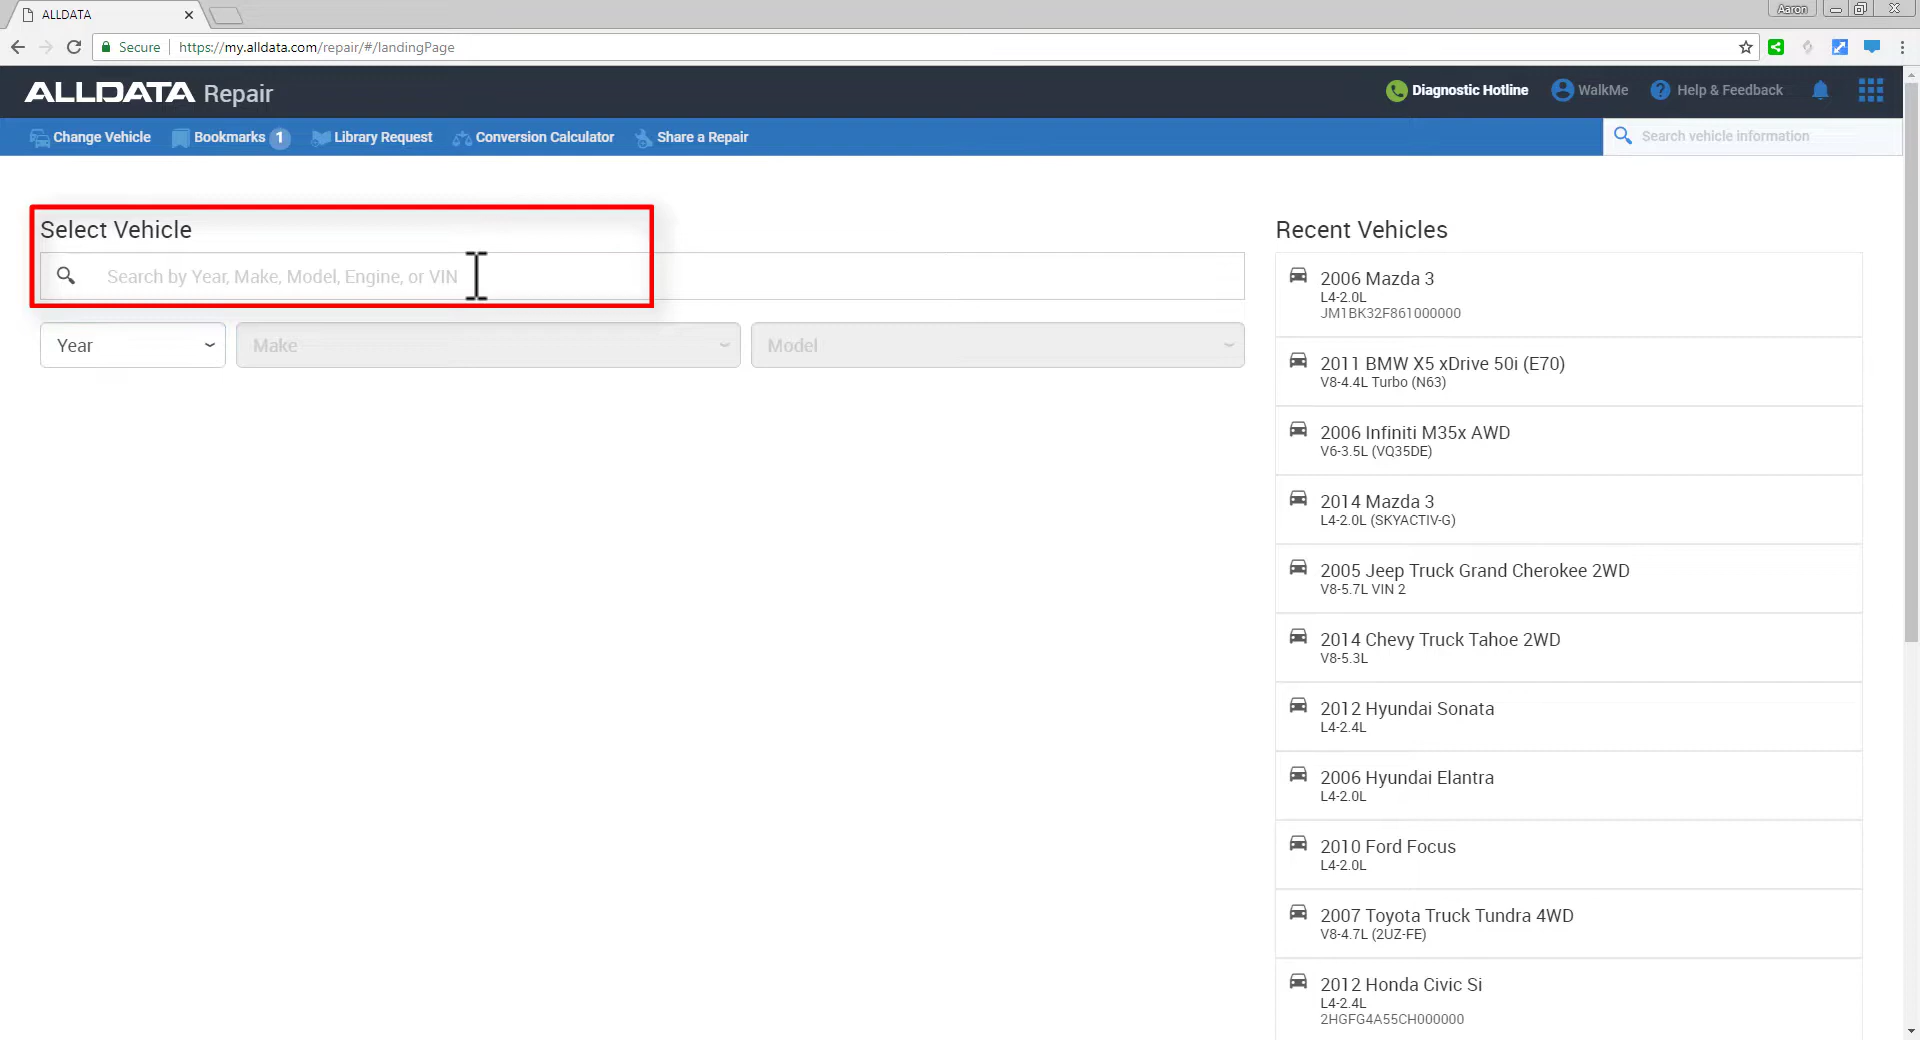 ALLDATA
Aaron
Secure https://my.alldata.com/repair/#/landingPage
ALLDATA Repair
Diagnostic Hotline WalkMe Help & Feedback
Change Vehicle Bookmarks 1 Library Request Conversion Calculator Share a Repair Search vehicle information
Select Vehicle
Search by Year, Make, Model, Engine, or VIN
Year Make Model
Recent Vehicles
2006 Mazda 3
L4-2.0L
JM1BK32F861000000
2011 BMW X5 xDrive 50i (E70)
V8-4.4L Turbo (N63)
2006 Infiniti M35x AWD
V6-3.5L (VQ35DE)
2014 Mazda 3
L4-2.0L (SKYACTIV-G)
2005 Jeep Truck Grand Cherokee 2WD
V8-5.7L VIN 2
2014 Chevy Truck Tahoe 2WD
V8-5.3L
2012 Hyundai Sonata
L4-2.4L
2006 Hyundai Elantra
L4-2.0L
2010 Ford Focus
L4-2.0L
2007 Toyota Truck Tundra 4WD
V8-4.7L (2UZ-FE)
2012 Honda Civic Si
L4-2.4L
2HGFG4A55CH000000